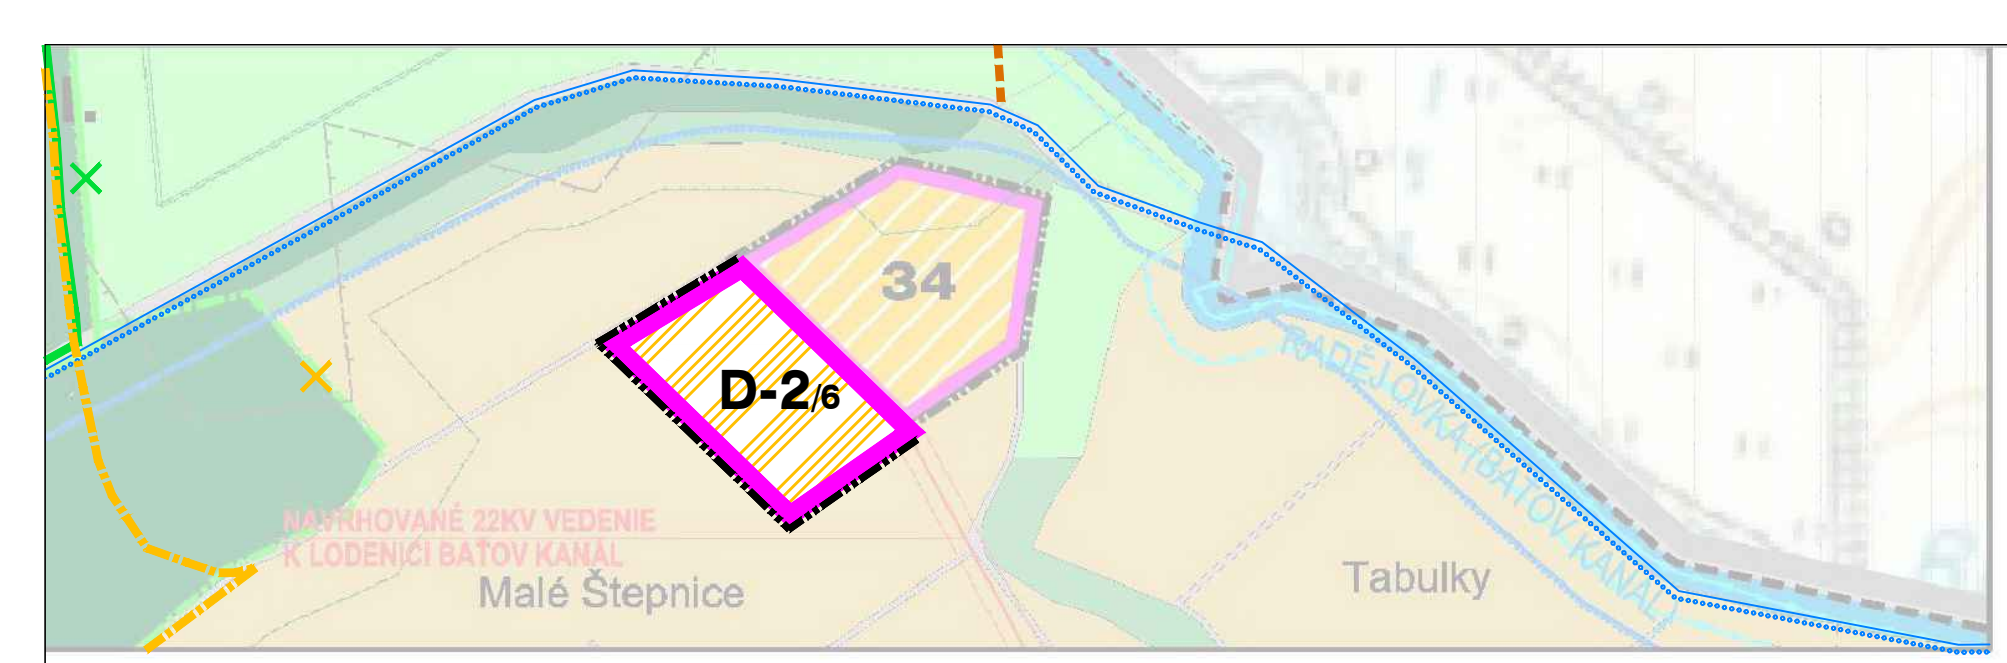 34
D-2/6
RADĚJOVKA (BAŤOV KANÁL)
NAVRHOVANÉ 22KV VEDENIE
K LODENICI BAŤOV KANÁL
Malé Štepnice
Tabulky